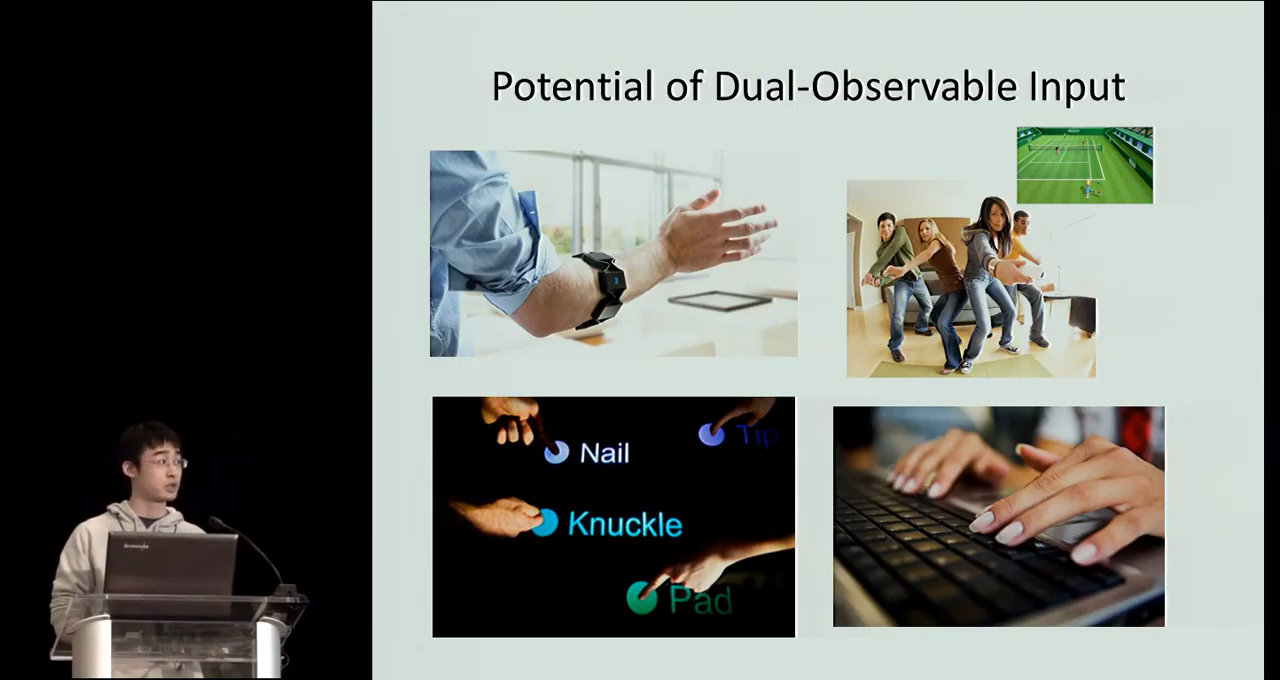 Potential of Dual-Observable Input
Nail
Tip
Knuckle
Pad